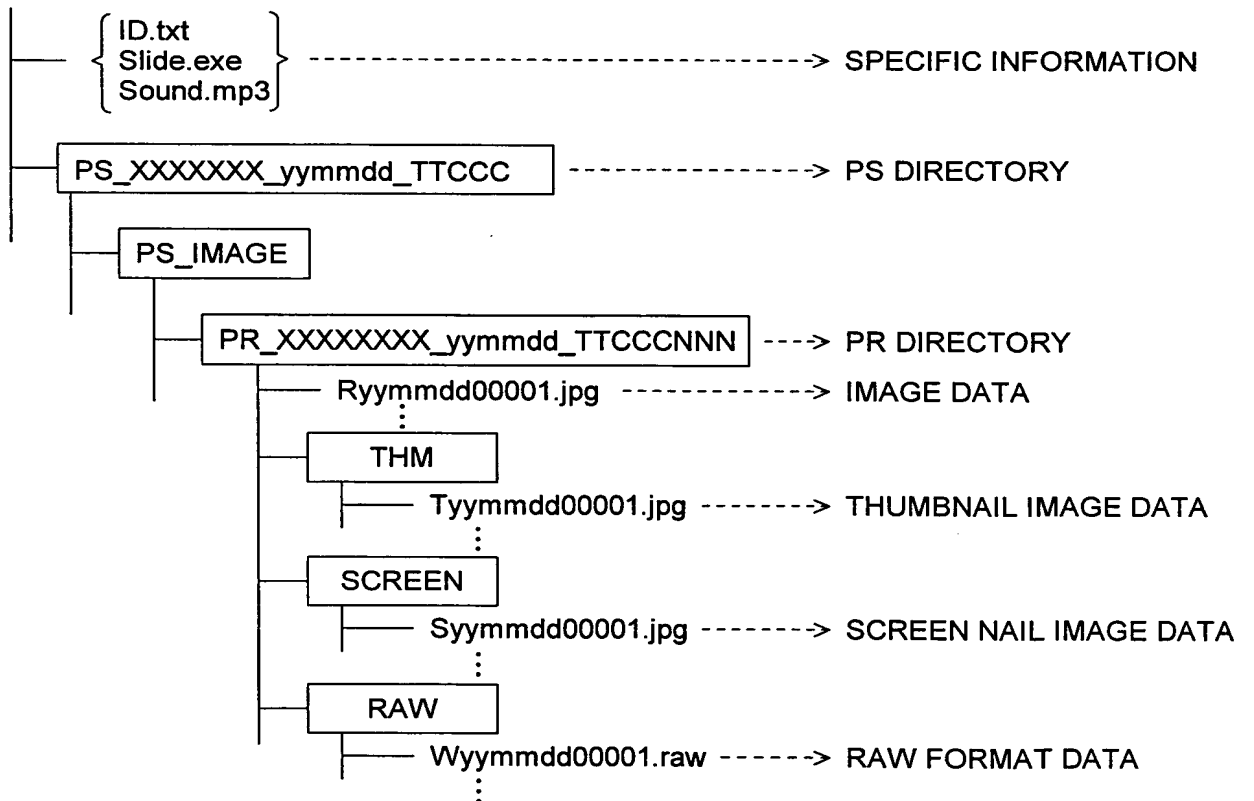 ID.txt
Slide.exe
Sound.mp3
SPECIFIC INFORMATION
PS_XXXXXXX_yymmdd_TTCCC
PS DIRECTORY
PS_IMAGE
PR_XXXXXXXX_yymmdd_TTCCCNNN
PR DIRECTORY
Ryymmdd00001.jpg
IMAGE DATA
THM
Tyymmdd00001.jpg
THUMBNAIL IMAGE DATA
SCREEN
Syymmdd00001.jpg
SCREEN NAIL IMAGE DATA
RAW
Wyymmdd00001.raw
RAW FORMAT DATA